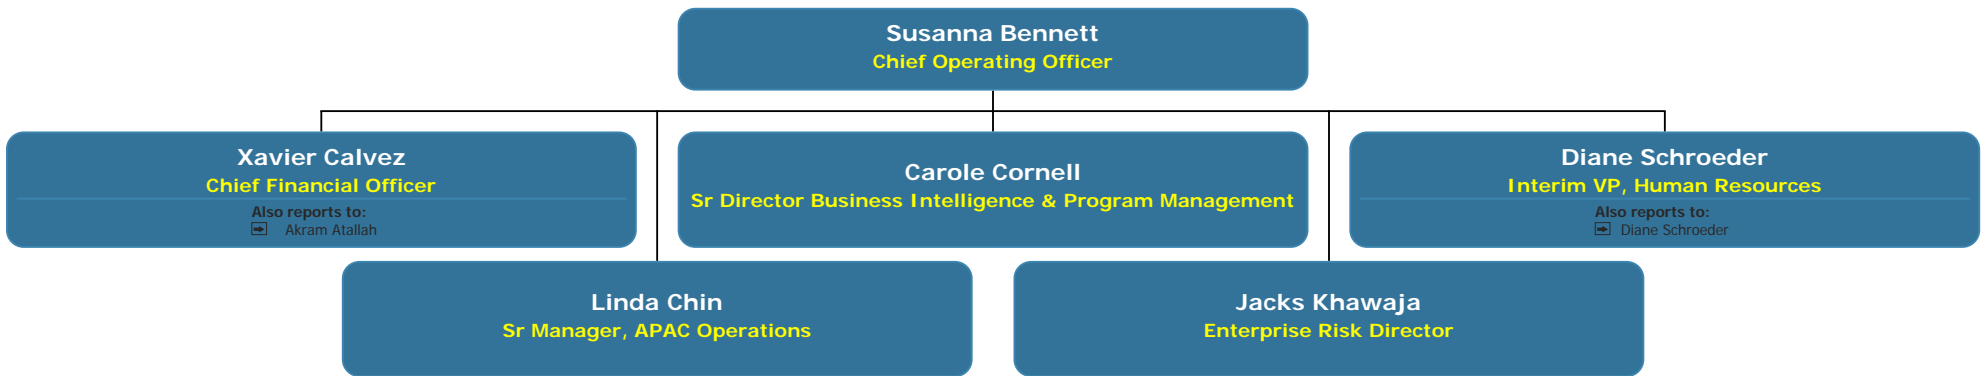 Susanna Bennett
Chief Operating Officer
Xavier Calvez
Chief Financial Officer
Also reports to:
Akram Atallah
Carole Cornell
Sr Director Business Intelligence & Program Management
Diane Schroeder
Interim VP, Human Resources
Also reports to:
Diane Schroeder
Linda Chin
Sr Manager, APAC Operations
Jacks Khawaja
Enterprise Risk Director